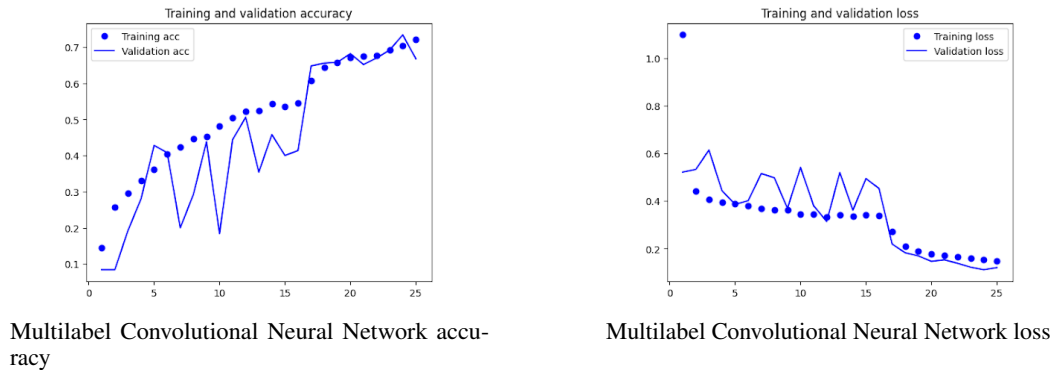 Training and validation accuracy
Training acc
Validation acc
0.7
0.6
0.5
0.4
0.3
0.2
0.1
0 5 10 15 20 25
Multilabel Convolutional Neural Network accu-
racy
Training and validation loss
Training loss
Validation loss
1.0
0.8
0.6
0.4
0.2
0 5 10 15 20 25
Multilabel Convolutional Neural Network loss